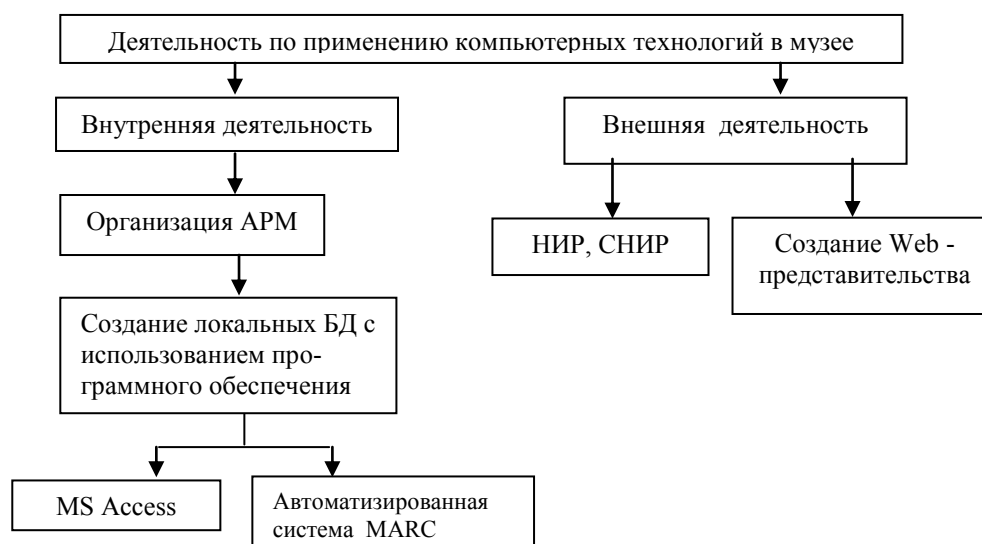 Деятельность по применению компьютерных технологий в музее
Внутренняя деятельность
Внешняя деятельность
Организация АРМ
НИР, СНИР
Создание Web -
представительства
Создание локальных БД с
использованием про-
граммного обеспечения
MS Access
Автоматизированная
система MARC